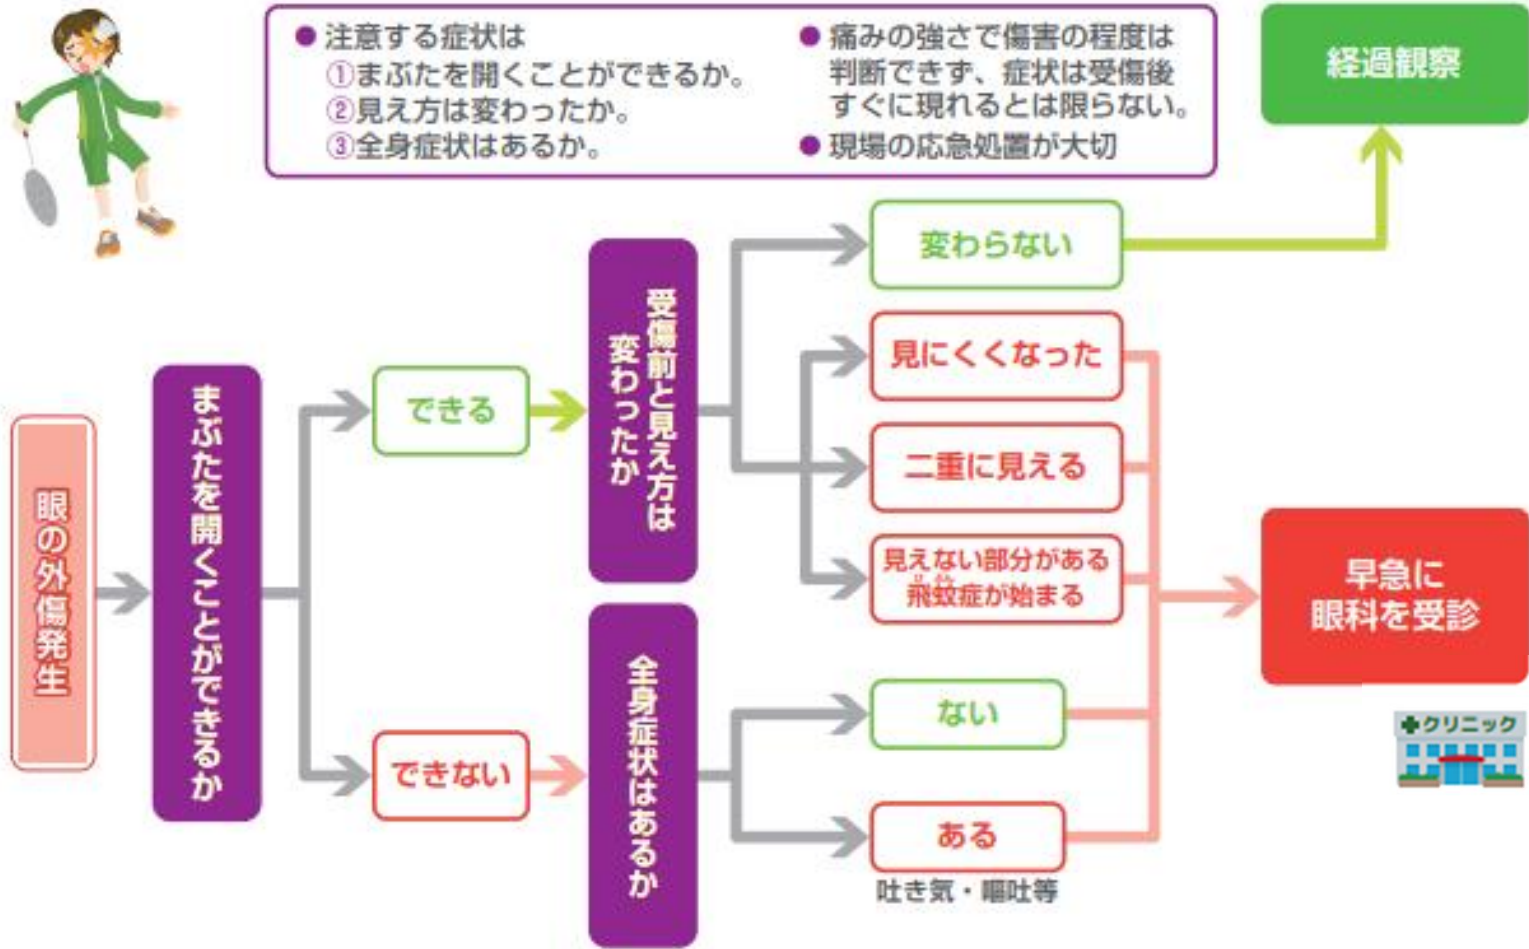 ● 注意する症状は
①まぶたを開くことができるか。
②見え方は変わったか。
③全身症状はあるか。
● 痛みの強さで傷害の程度は
判断できず、症状は受傷後
すぐに現れるとは限らない。
● 現場の応急処置が大切
経過観察
眼の外傷発生
まぶたを開くことができるか
できる
受傷前と見え方は
変わったか
変わらない
見にくくなった
二重に見える
見えない部分がある
ひぶん
飛蚊症が始まる
できない
全身症状はあるか
ない
ある
吐き気・嘔吐等
早急に
眼科を受診
クリニック